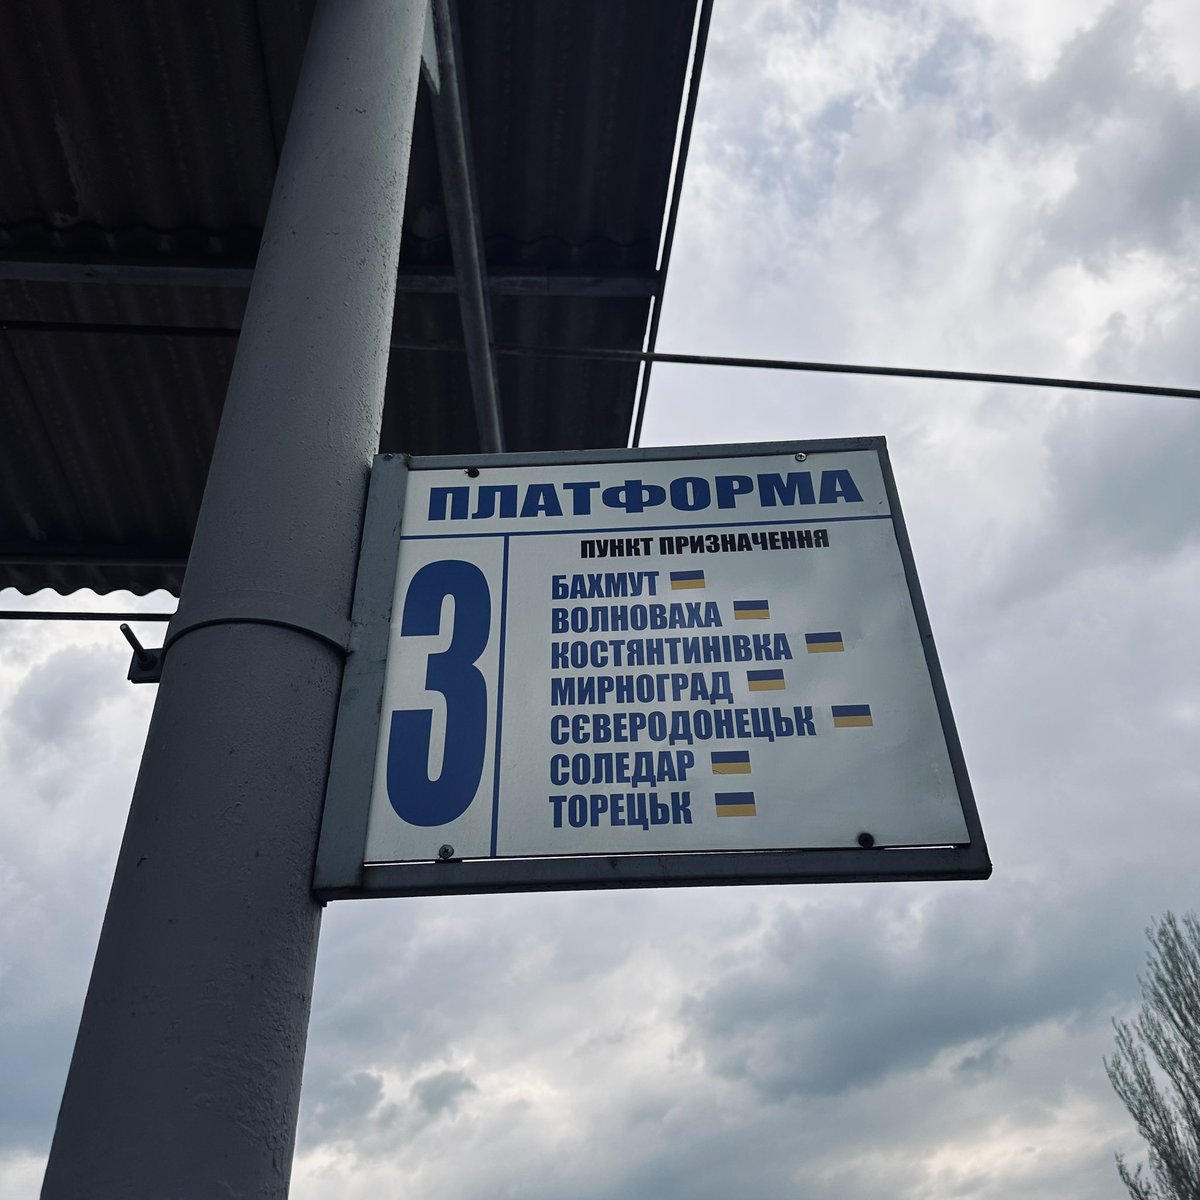 ПЛАТФОРМА
3
ПУНКТ ПРИЗНАЧЕННЯ
БАХМУТ
ВОЛНОВАХА
КОСТЯНТИНІВКА
МИРНОГРАД
СЄВЕРОДОНЕЦЬК
СОЛЕДАР
ТОРЕЦЬК